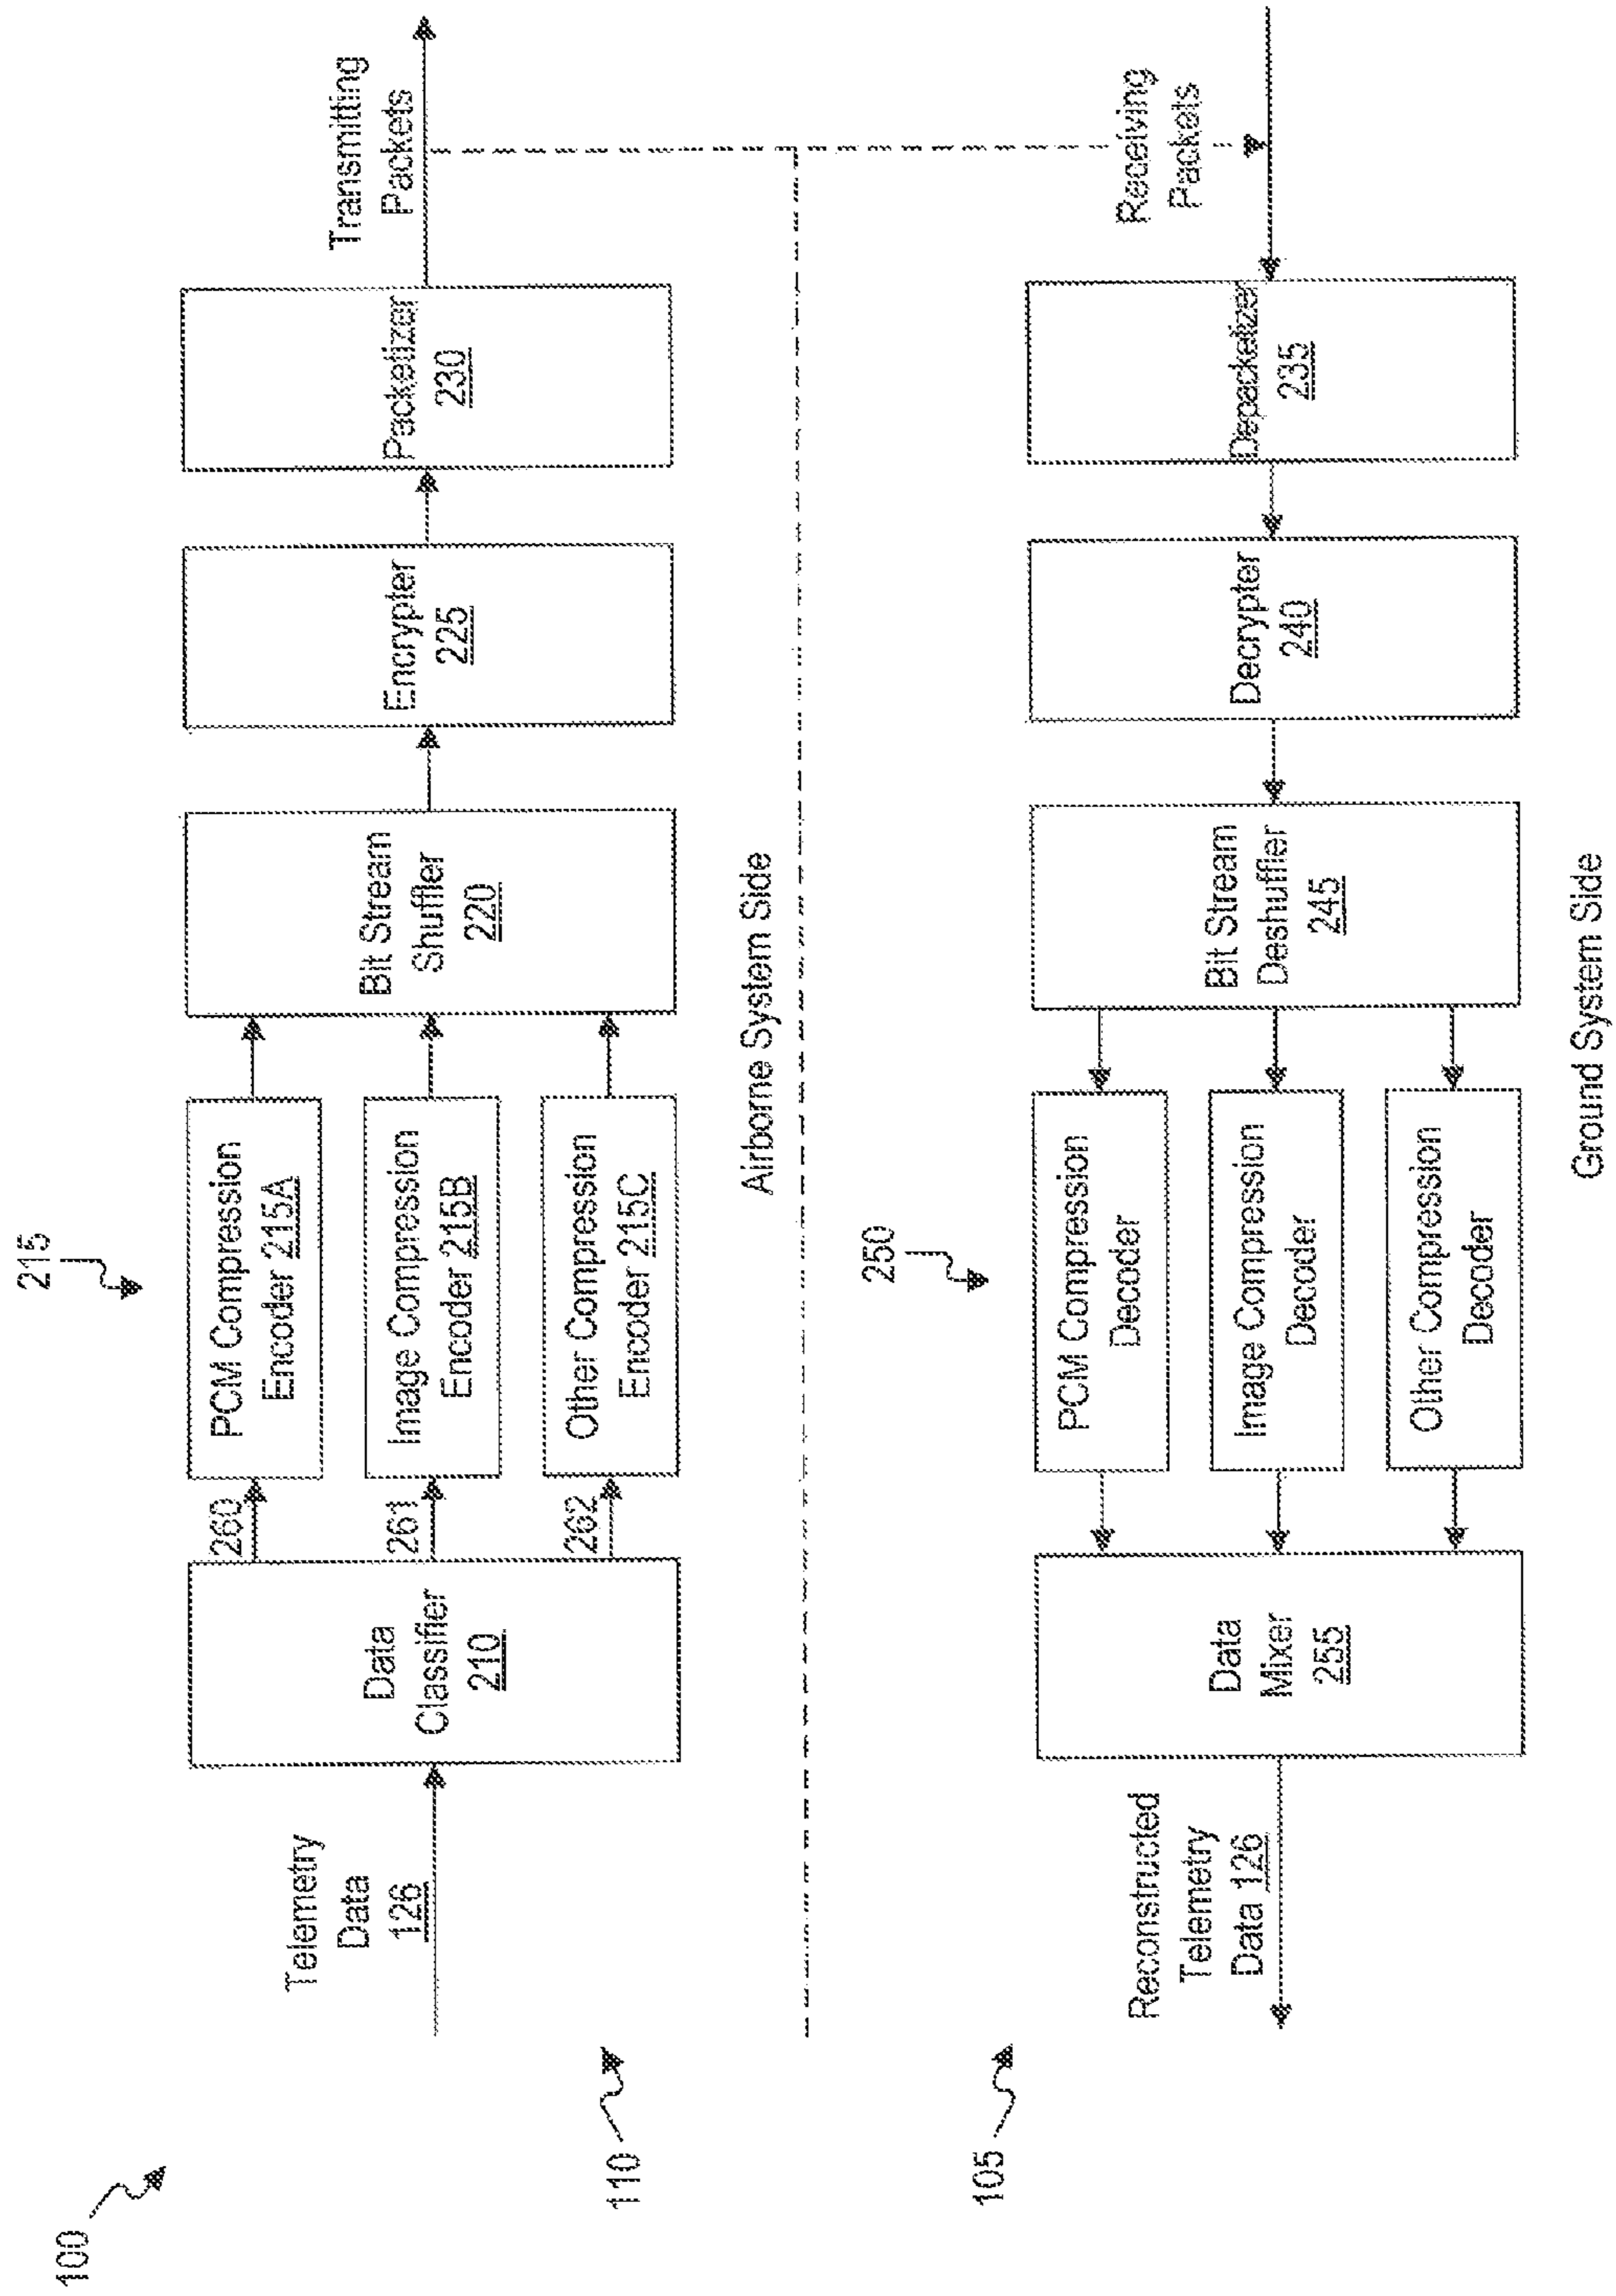 100
110
Telemetry
Data
126
Data
Classifier
210
260
261
262
215
PCM Compression
Encoder 215A
Image Compression
Encoder 215B
Other Compression
Encoder 215C
Bit Stream
Shuffler
220
Encrypter
225
Packetizer
230
Transmitting
Packets
Airborne System Side
105
Reconstructed
Telemetry
Data 126
Data
Mixer
255
250
PCM Compression
Decoder
Image Compression
Decoder
Other Compression
Decoder
Bit Stream
Deshuffler
245
Decrypter
240
Depacketizer
235
Receiving
Packets
Ground System Side